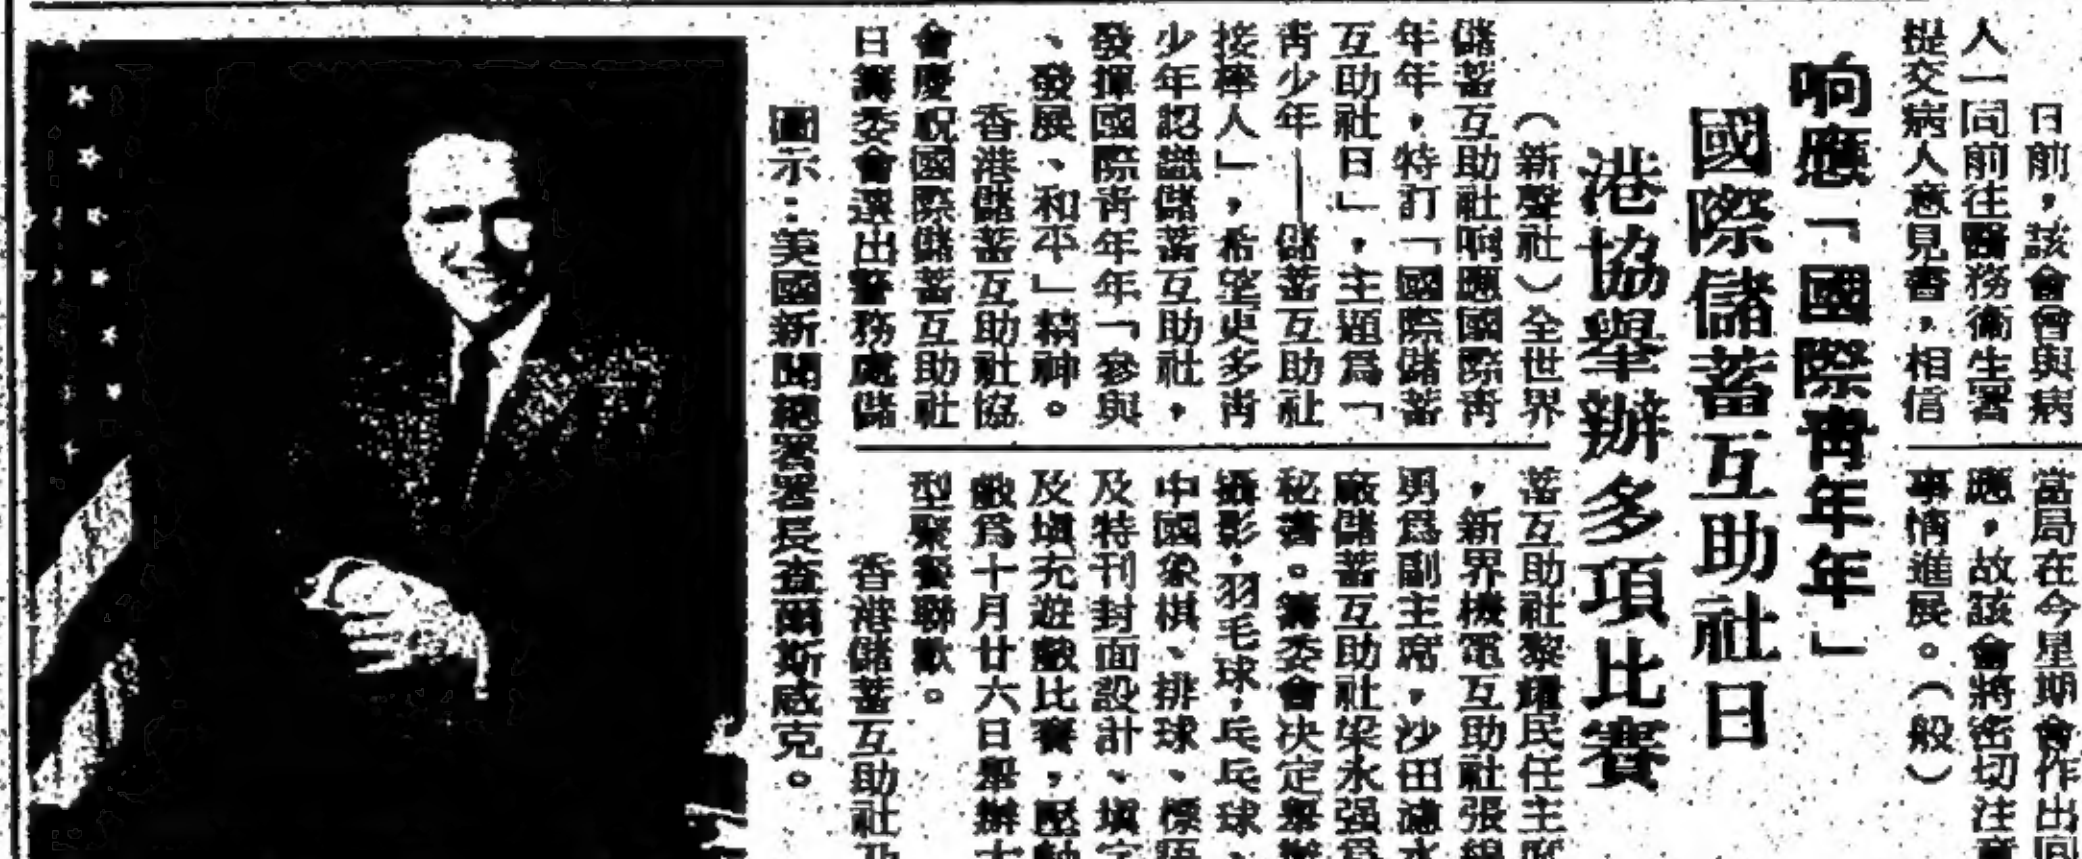 日前，該會會與病
人一同前往醫務衞生署
提交病人意見書，相信
當局在今星期會作出回
應，故該會將密切注意
事情進展。（般）
响應「國際青年年」
國際儲蓄互助社日
港協舉辦多項比賽
（新聲社）全世界
儲蓄互助社响應國際青
年年，特訂「國際儲蓄
互助社日」，主題爲「
青少年——儲蓄互助社
接棒人」，希望更多青
少年認識儲蓄互助社，
發揮國際青年年「參與
、發展、和平」精神。
香港儲蓄互助社協
會慶祝國際儲蓄互助社
日籌委會選出警務處儲
蓄互助社黎耀民任主席
，新界機電互助社張錦
勇爲副主席，沙田濾水
廠儲蓄互助社梁永强爲
秘書。籌委會决定舉辦
攝影，羽毛球，乒乓球、
中國象棋、排球、標語
及特刊封面設計、填字
及填充遊戲比賽，壓軸
戲爲十月廿六日舉辦大
型聚餐聯歡。
香港儲蓄互助社及
圖示：美國新聞總署署長查爾斯威克。